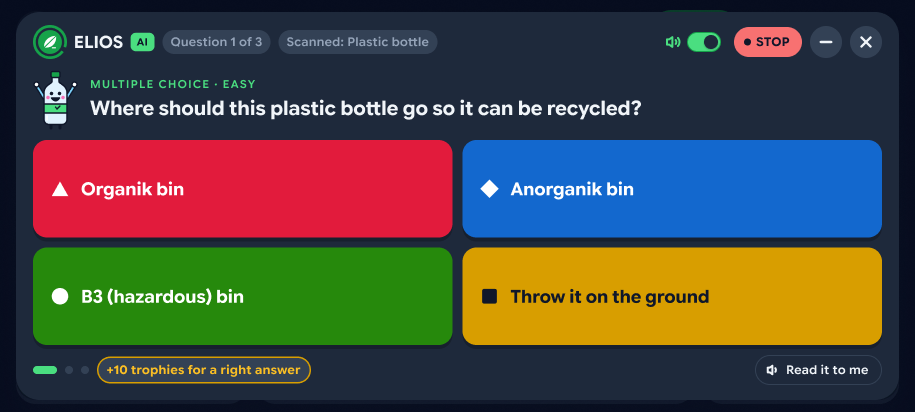 ELIOS AI Question 1 of 3 Scanned: Plastic bottle STOP
MULTIPLE CHOICE · EASY
Where should this plastic bottle go so it can be recycled?
Organik bin
Anorganik bin
B3 (hazardous) bin
Throw it on the ground
+10 trophies for a right answer
Read it to me